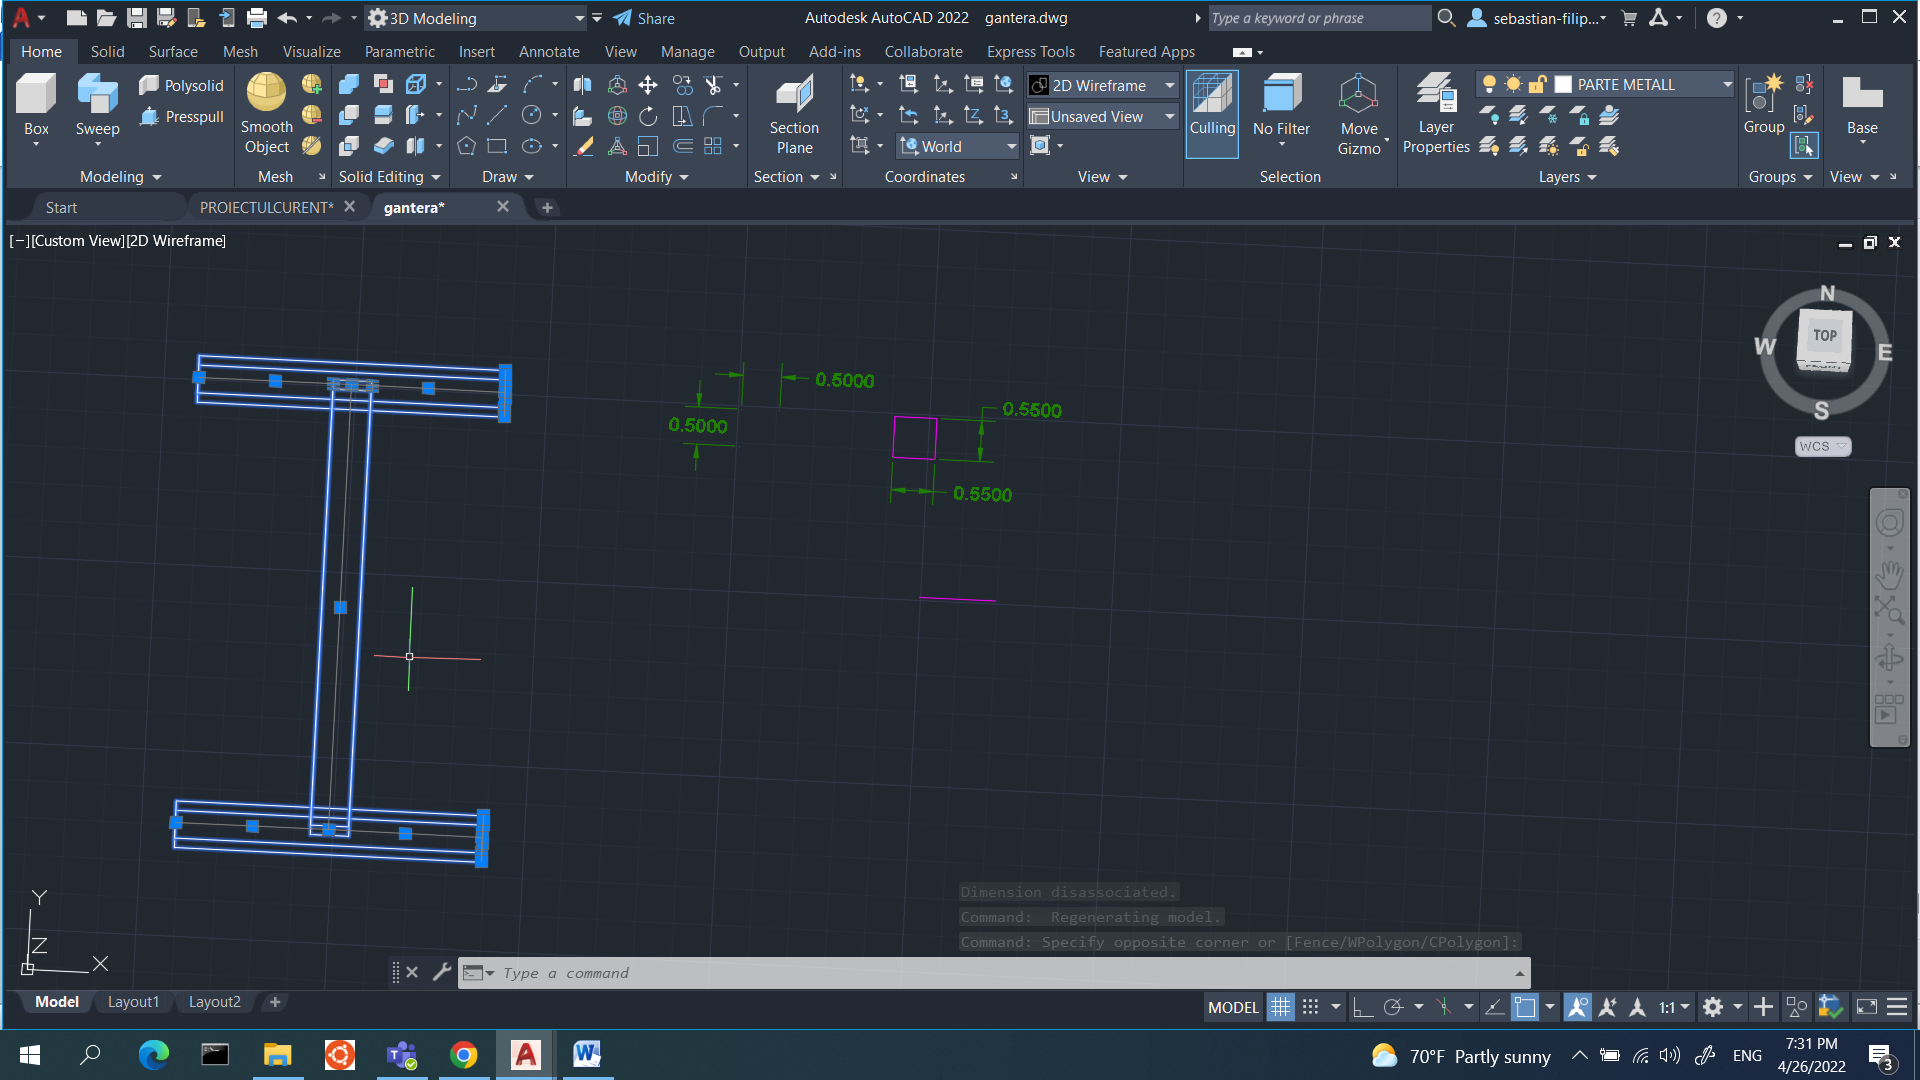 3D Modeling
Share
Autodesk AutoCAD 2022 gantera.dwg
Type a keyword or phrase
sebastian-filip...
Home Solid Surface Mesh Visualize Parametric Insert Annotate View Manage Output Add-ins Collaborate Express Tools Featured Apps
Box
Sweep
Polysolid
Presspull
Modeling
Smooth
Object
Mesh
Solid Editing
Draw
Modify
Section
Plane
Section
World
Coordinates
2D Wireframe
Unsaved View
View
Culling
No Filter
Move
Gizmo
Selection
Layer
Properties
PARTE METALL
Layers
Group
Groups
Base
View
Start
PROIECTULCURENT*
gantera*
[−][Custom View][2D Wireframe]
N
W
TOP
E
S
WCS
0.5000
0.5000
0.5500
0.5500
Y
Z
X
Dimension disassociated.
Command: Regenerating model.
Command: Specify opposite corner or [Fence/WPolygon/CPolygon]:
Type a command
Model Layout1 Layout2
MODEL
1:1
70°F Partly sunny
ENG
7:31 PM
4/26/2022
3